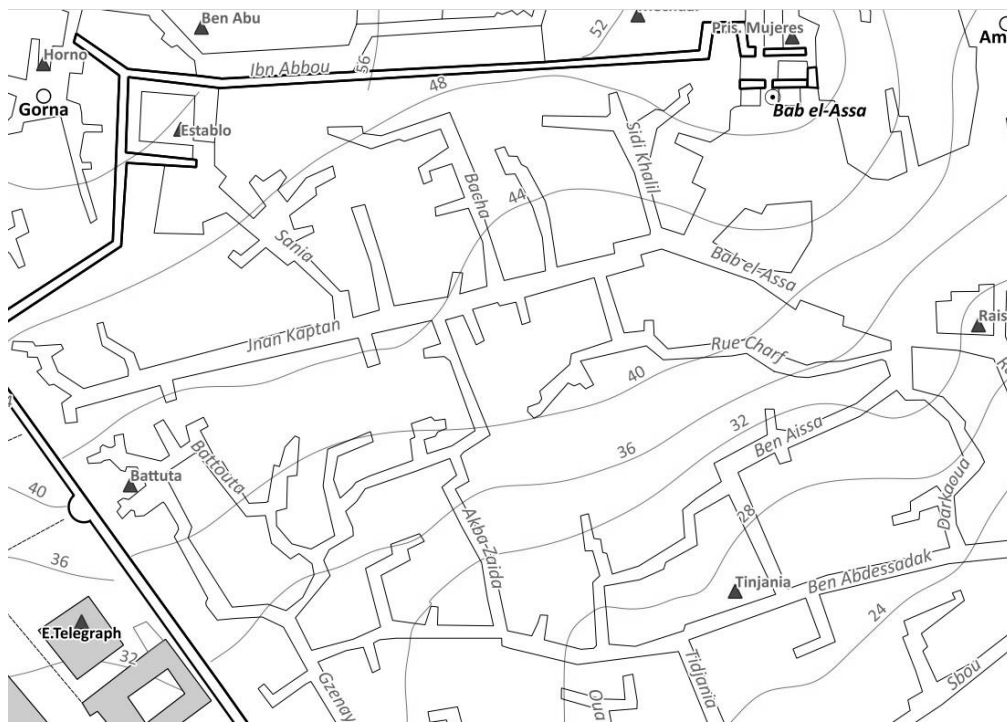 Ben Abu
52
Pris. Mujeres
Am
Horno
Ibn Abbou
56
48
Gorna
Bab el-Assa
Establo
Sidi Khalil
Bacha
44
Sania
Bab el-Assa
Jnan Kaptan
Rais
Rue Charf
40
32
Ben Aissa
36
Battouta
Battuta
40
28
Darkaoua
Akba-Zaida
36
Ben Abdessadak
Tinjania
24
E.Telegraph
32
Tidjania
Sbou
Gzenay
Oua